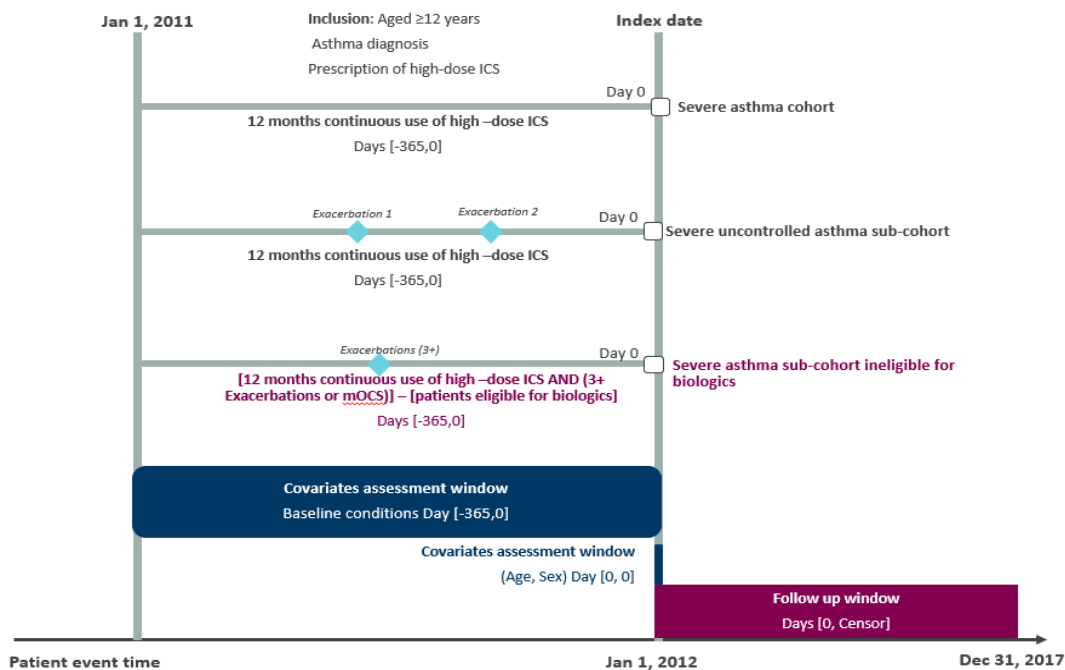 Jan 1, 2011
Inclusion: Aged ≥12 years
Asthma diagnosis
Prescription of high-dose ICS
Index date
Day 0
Severe asthma cohort
12 months continuous use of high –dose ICS
Days [-365,0]
Exacerbation 1
Exacerbation 2
Day 0
Severe uncontrolled asthma sub-cohort
12 months continuous use of high –dose ICS
Days [-365,0]
Exacerbations (3+)
Day 0
Severe asthma sub-cohort ineligible for
biologics
[12 months continuous use of high –dose ICS AND (3+
Exacerbations or mOCS)] – [patients eligible for biologics]
Days [-365,0]
Covariates assessment window
Baseline conditions Day [-365,0]
Covariates assessment window
(Age, Sex) Day [0, 0]
Follow up window
Days [0, Censor]
Patient event time
Jan 1, 2012
Dec 31, 2017